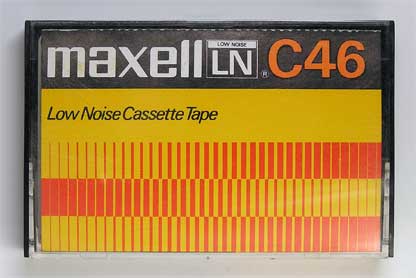 maxell LOW NOISE LN® C46
Low Noise Cassette Tape